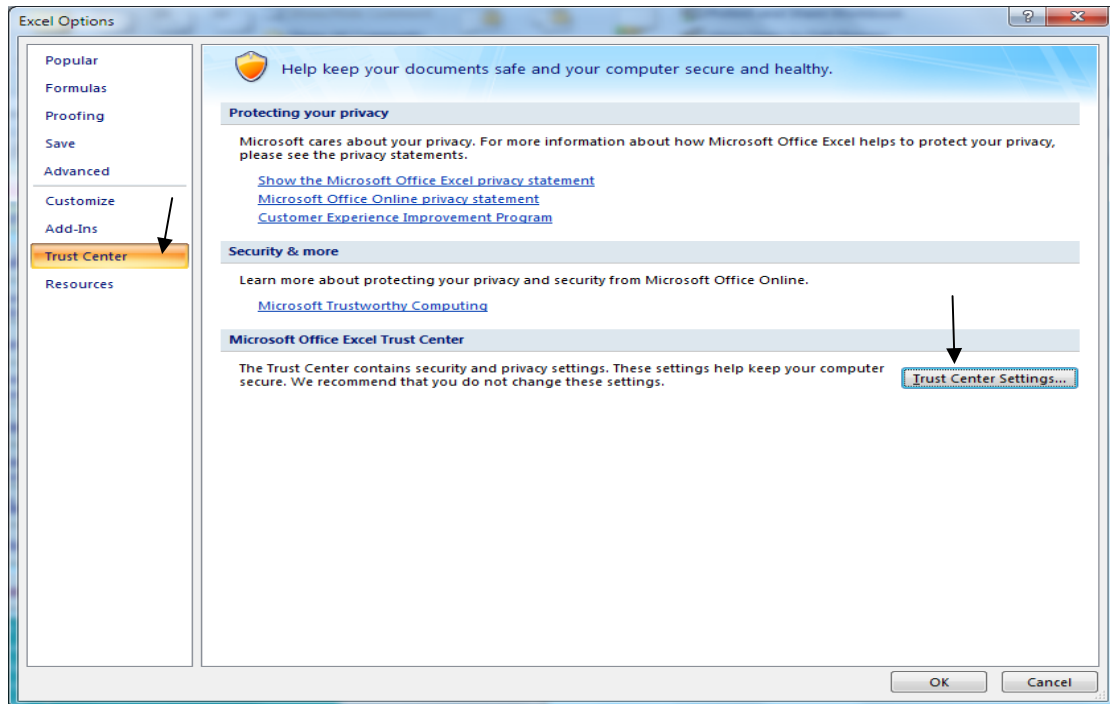 Excel Options
Popular
Formulas
Proofing
Save
Advanced
Customize
Add-Ins
Trust Center
Resources
Help keep your documents safe and your computer secure and healthy.
Protecting your privacy
Microsoft cares about your privacy. For more information about how Microsoft Office Excel helps to protect your privacy,
please see the privacy statements.
Show the Microsoft Office Excel privacy statement
Microsoft Office Online privacy statement
Customer Experience Improvement Program
Security & more
Learn more about protecting your privacy and security from Microsoft Office Online.
Microsoft Trustworthy Computing
Microsoft Office Excel Trust Center
The Trust Center contains security and privacy settings. These settings help keep your computer
secure. We recommend that you do not change these settings.
Trust Center Settings...
OK
Cancel